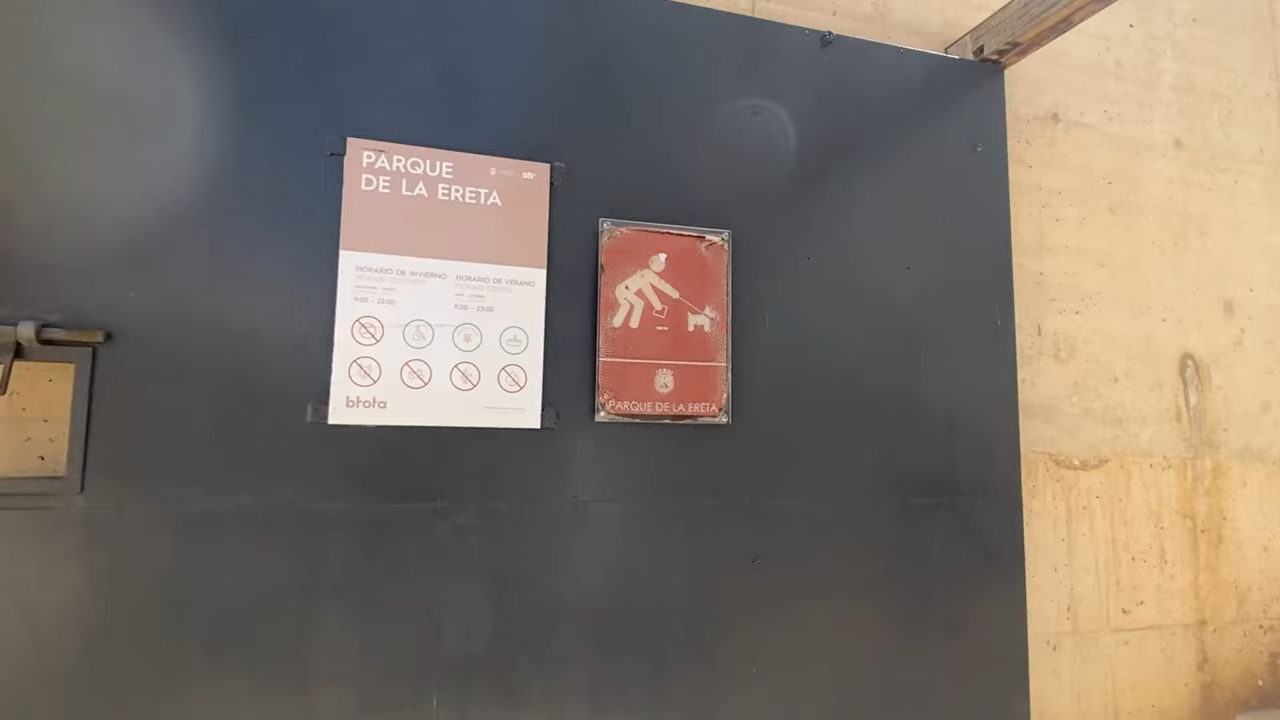 PARQUE
DE LA ERETA
HORARIO DE INVIERNO
9:00 - 22:00
HORARIO DE VERANO
9:00 - 23:00
btota
PARQUE DE LA ERETA